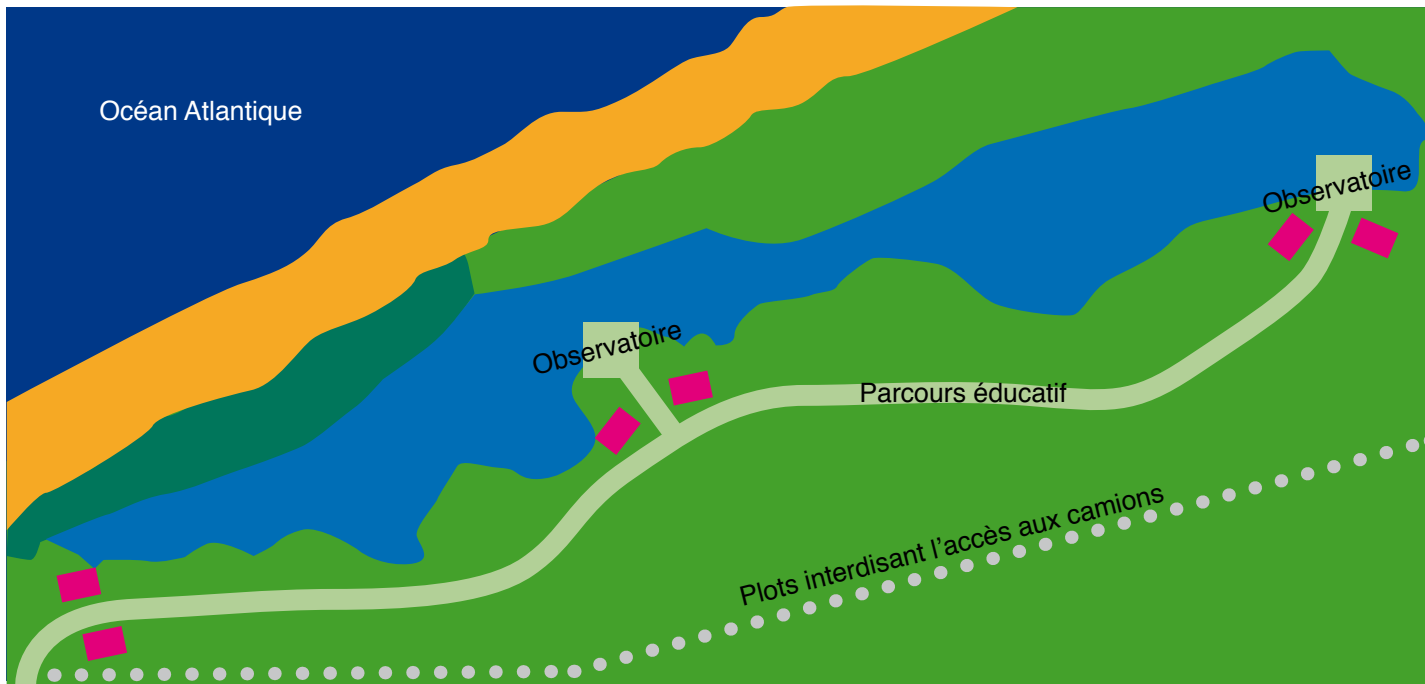 Océan Atlantique
Observatoire
Observatoire
Parcours éducatif
Plots interdisant l'accès aux camions